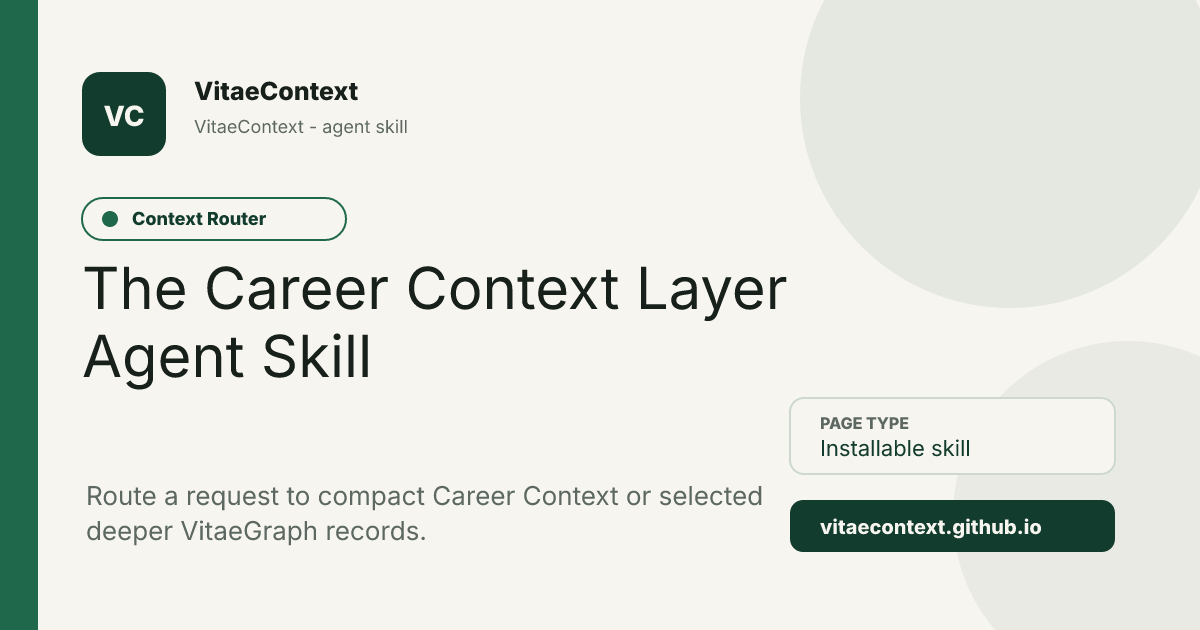 VC
VitaeContext
VitaeContext - agent skill
Context Router
The Career Context Layer
Agent Skill
Route a request to compact Career Context or selected
deeper VitaeGraph records.
PAGE TYPE
Installable skill
vitaecontext.github.io